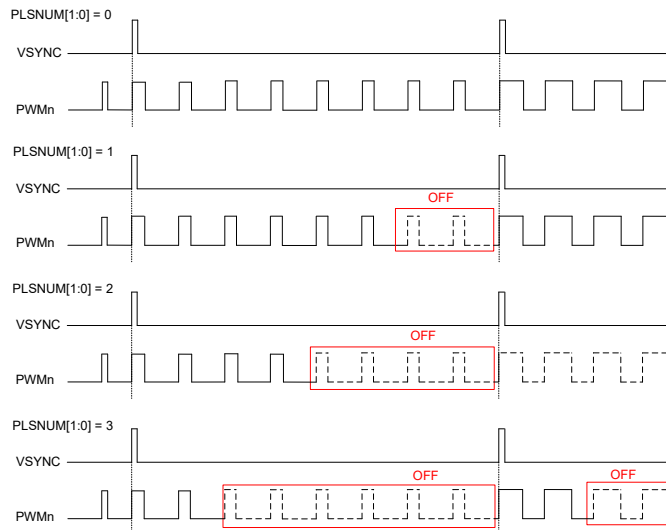 PLSNUM[1:0] = 0
VSYNC
PWMn
PLSNUM[1:0] = 1
VSYNC
OFF
PWMn
PLSNUM[1:0] = 2
VSYNC
OFF
PWMn
PLSNUM[1:0] = 3
VSYNC
OFF OFF
PWMn